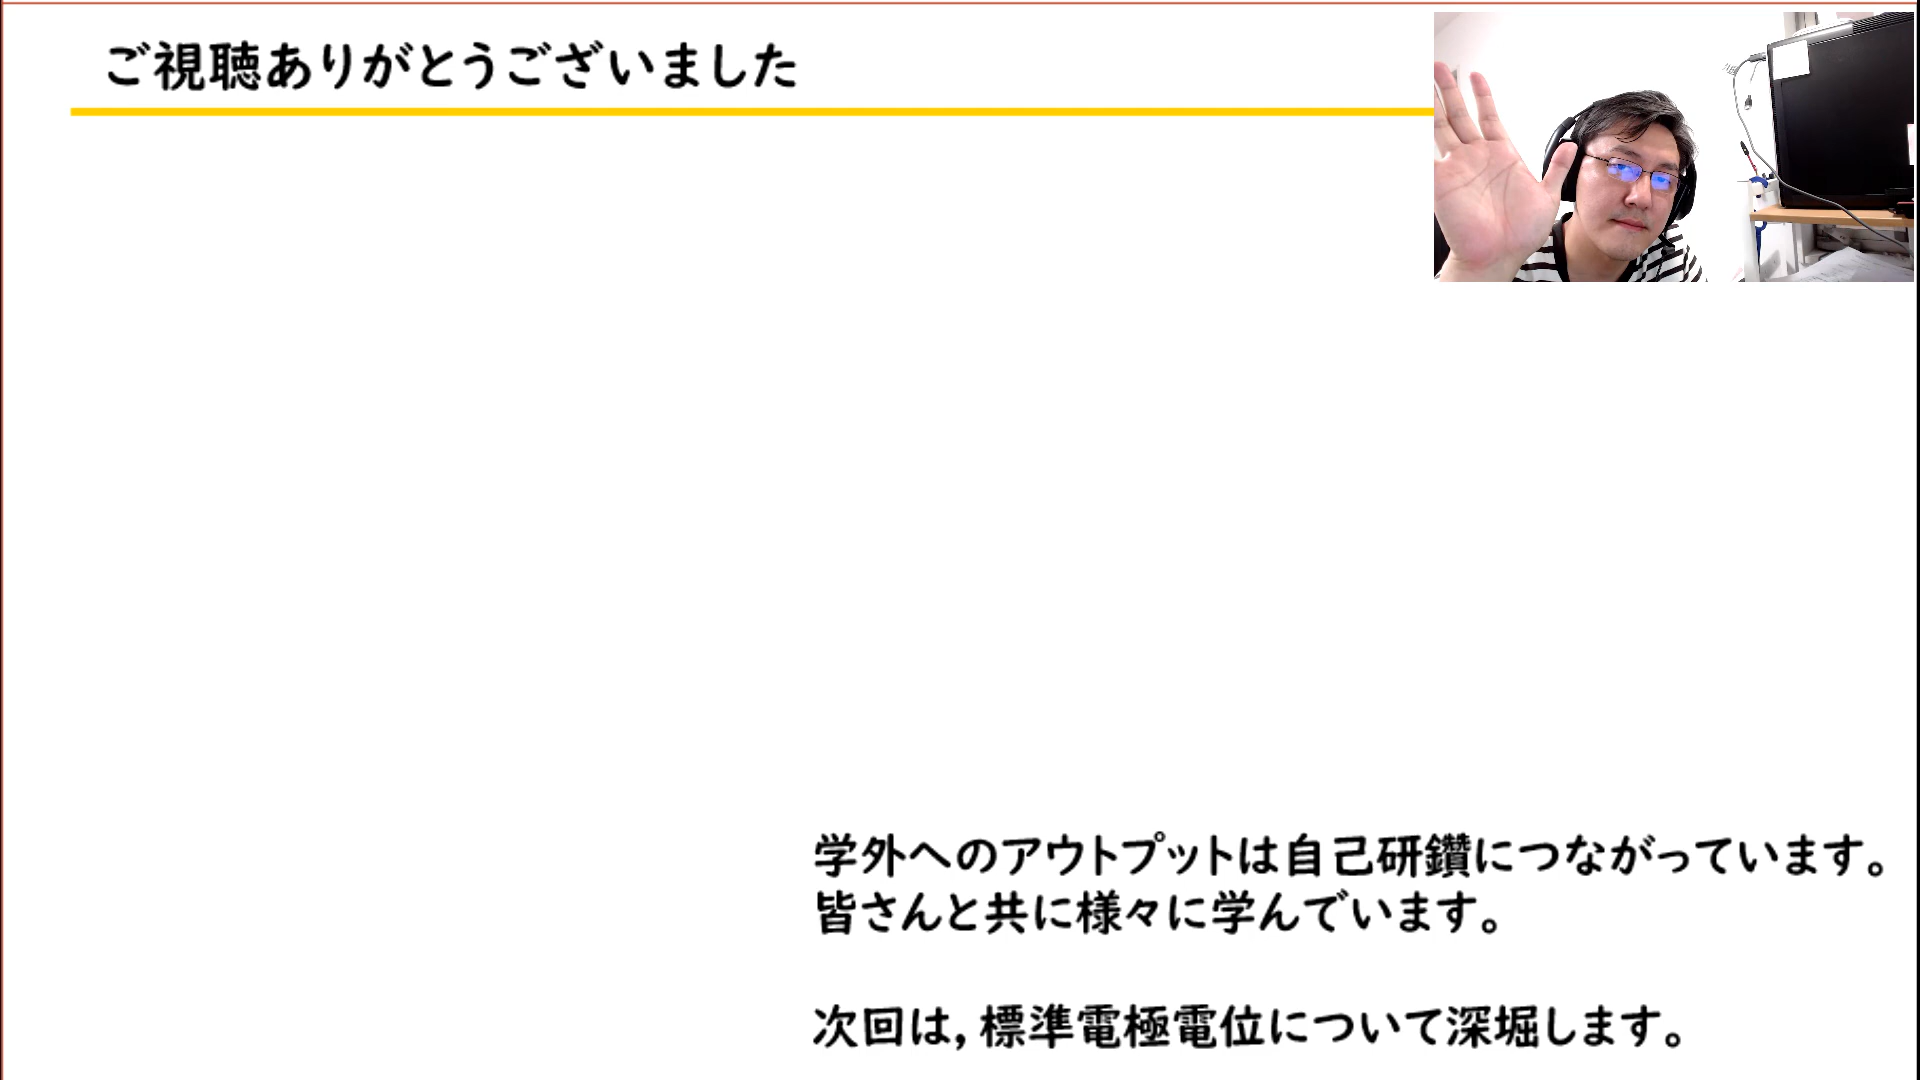 ご視聴ありがとうございました
学外へのアウトプットは自己研鑽につながっています。
皆さんと共に様々に学んでいます。
次回は,標準電極電位について深堀します。